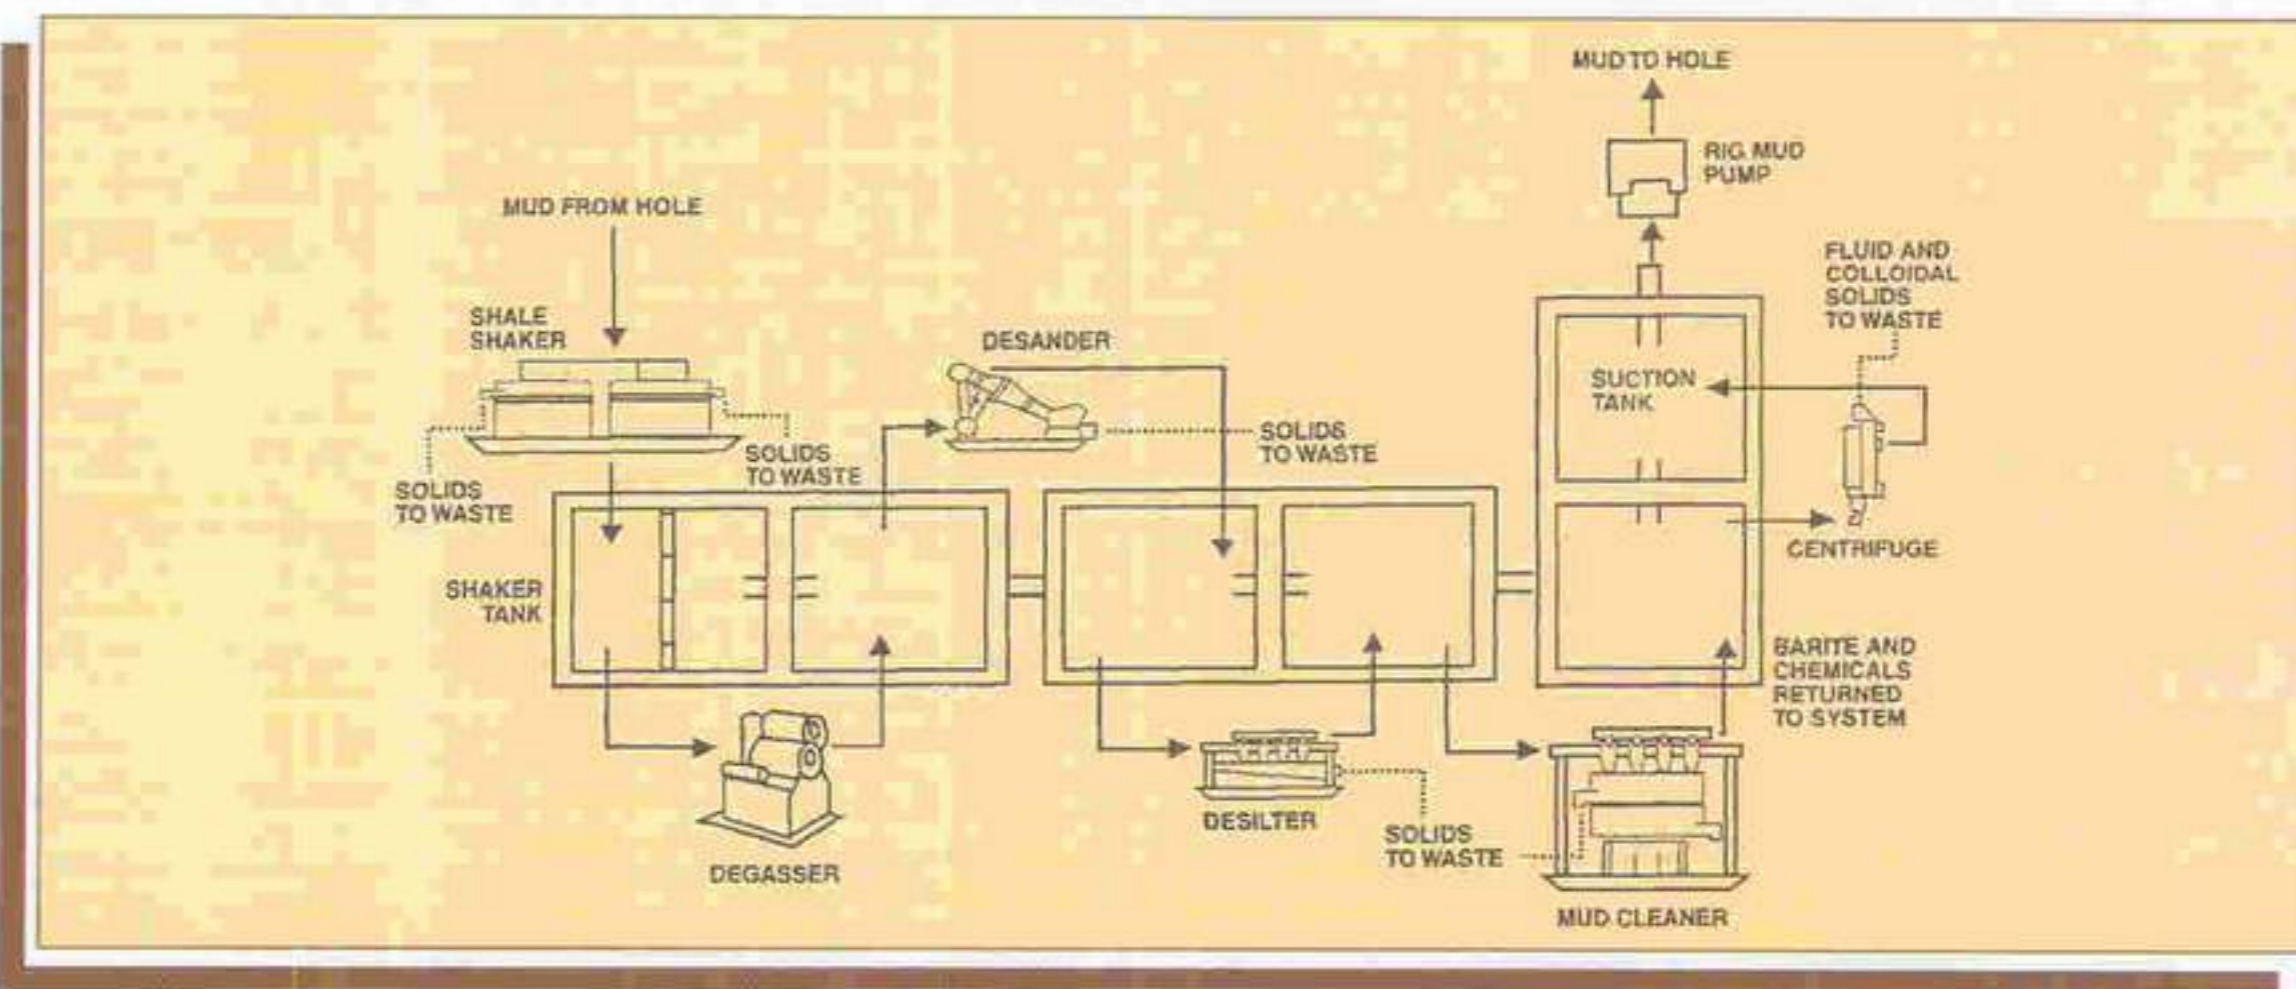 MUD TO HOLE
RIG MUD
PUMP
MUD FROM HOLE
FLUID AND
COLLOIDAL
SOLIDS
TO WASTE
SHALE
SHAKER
DESANDER
SUCTION
TANK
SOLIDS
TO WASTE
SOLIDS
TO WASTE
SOLIDS
TO WASTE
CENTRIFUGE
SHAKER
TANK
BARITE AND
CHEMICALS
RETURNED
TO SYSTEM
DESILTER
SOLIDS
TO WASTE
DEGASSER
MUD CLEANER